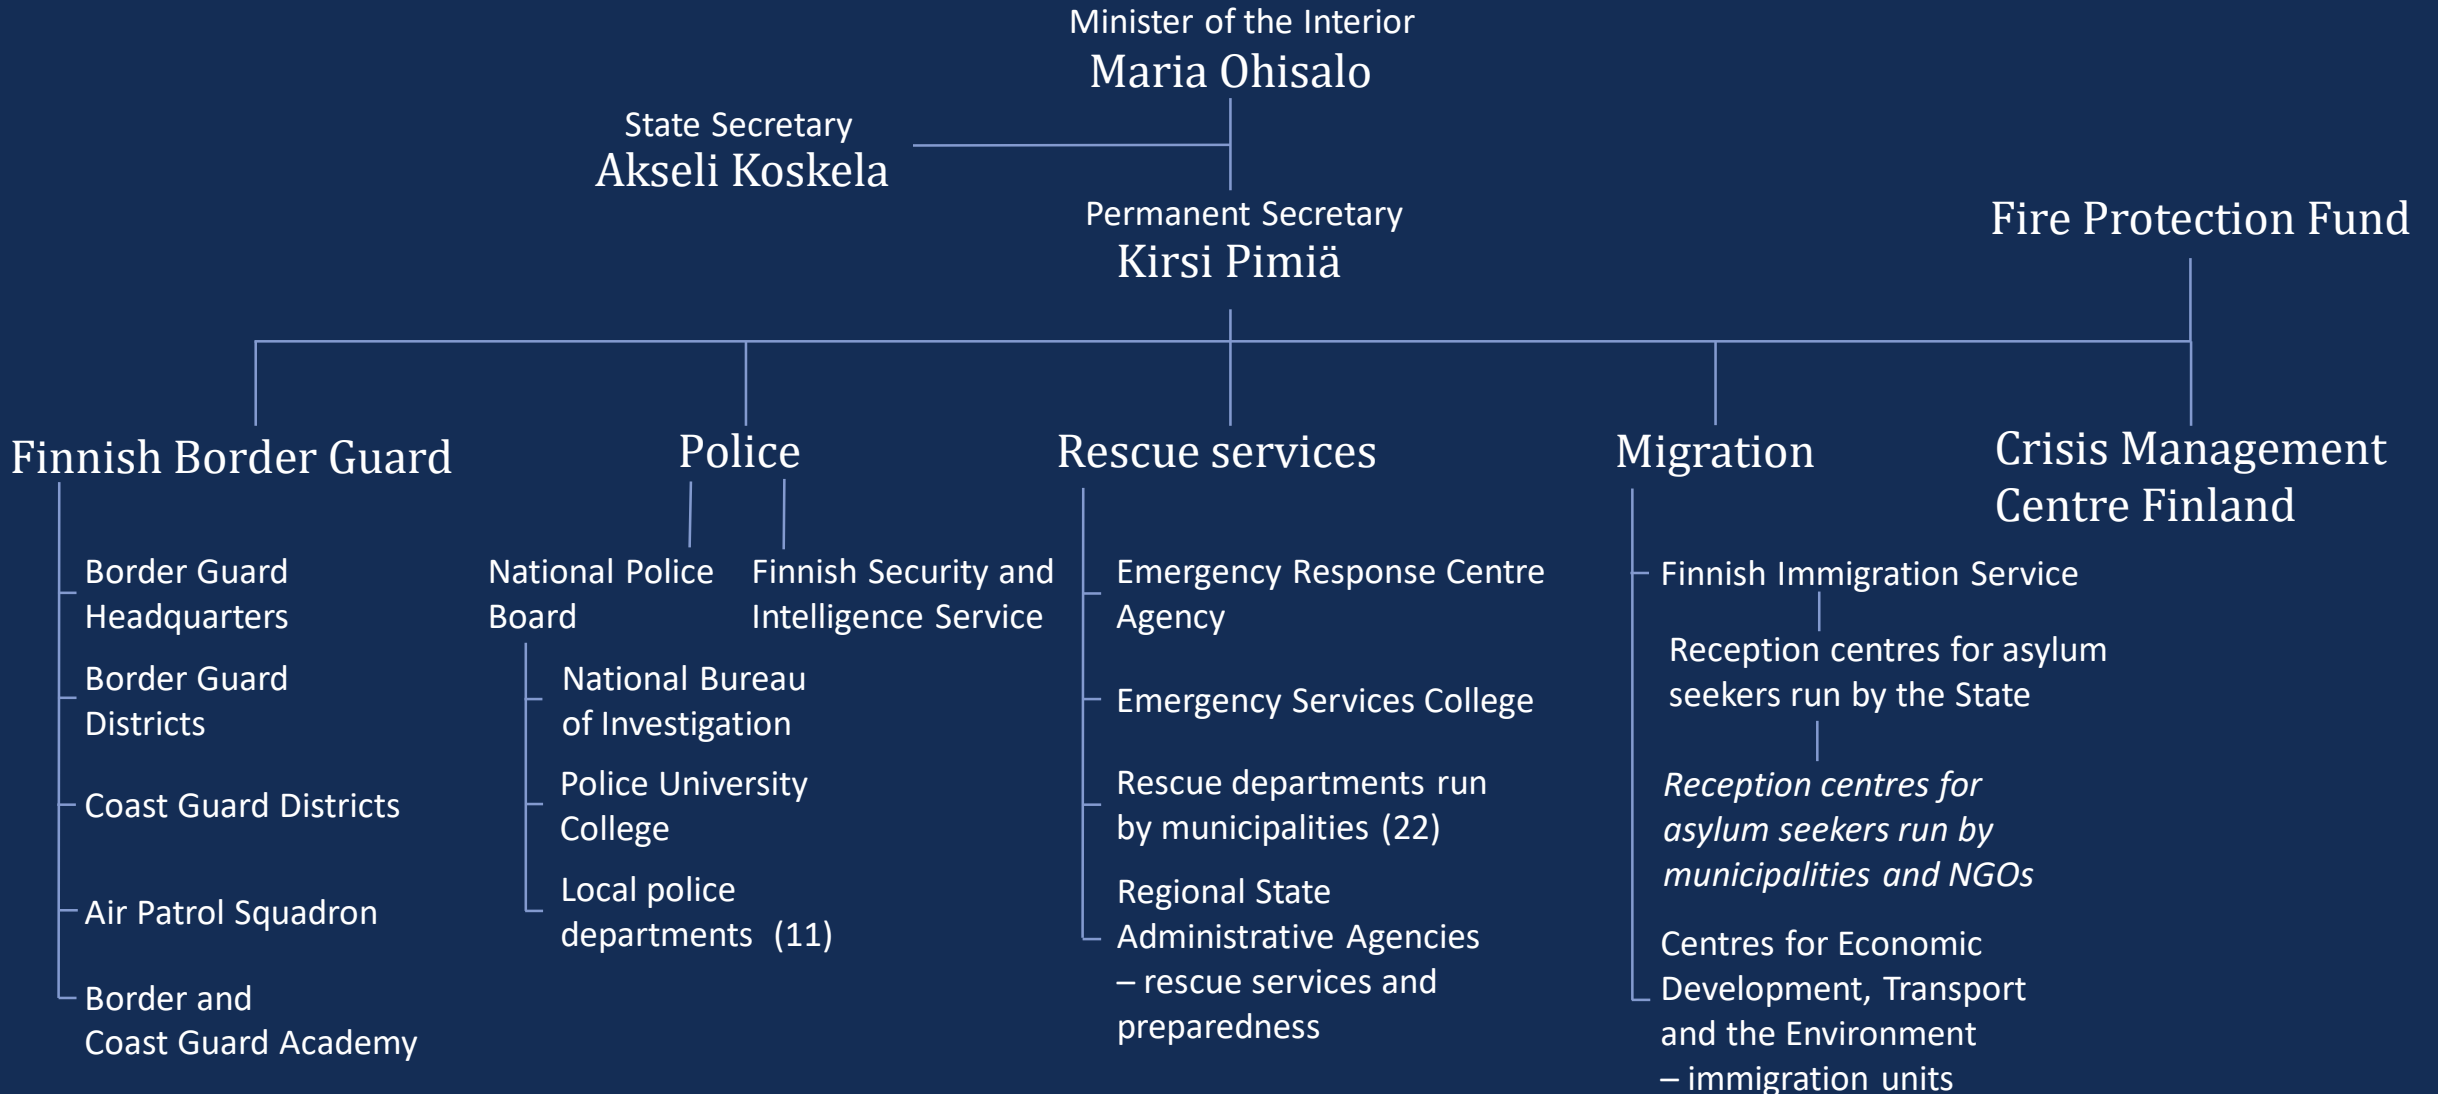 Minister of the Interior
Maria Ohisalo
State Secretary
Akseli Koskela
Permanent Secretary
Kirsi Pimiä
Fire Protection Fund
Finnish Border Guard
Border Guard
Headquarters
Border Guard
Districts
Coast Guard Districts
Air Patrol Squadron
Border and
Coast Guard Academy
Police
National Police
Board
National Bureau
of Investigation
Police University
College
Local police
departments (11)
Finnish Security and
Intelligence Service
Rescue services
Emergency Response Centre
Agency
Emergency Services College
Rescue departments run
by municipalities (22)
Regional State
Administrative Agencies
– rescue services and
preparedness
Migration
Finnish Immigration Service
Reception centres for asylum
seekers run by the State
Reception centres for
asylum seekers run by
municipalities and NGOs
Centres for Economic
Development, Transport
and the Environment
– immigration units
Crisis Management
Centre Finland